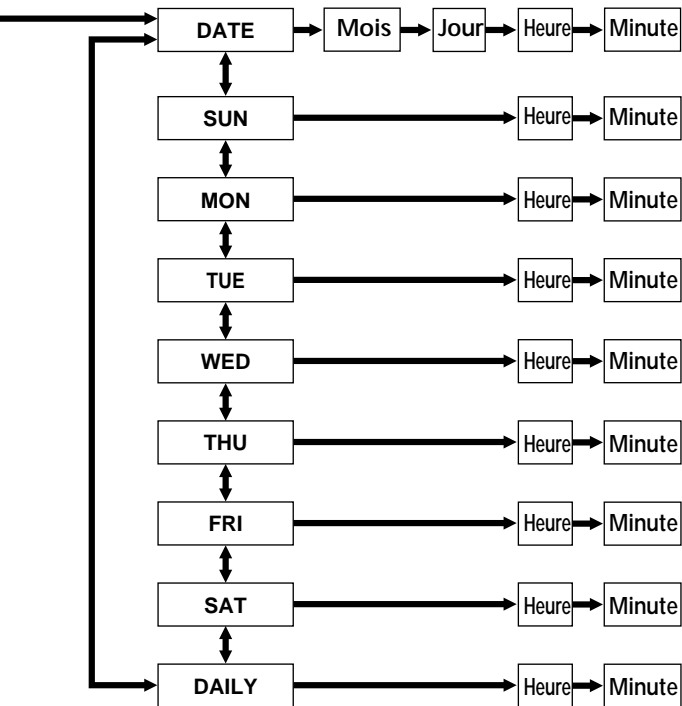 DATE Mois Jour Heure Minute
SUN Heure Minute
MON Heure Minute
TUE Heure Minute
WED Heure Minute
THU Heure Minute
FRI Heure Minute
SAT Heure Minute
DAILY Heure Minute